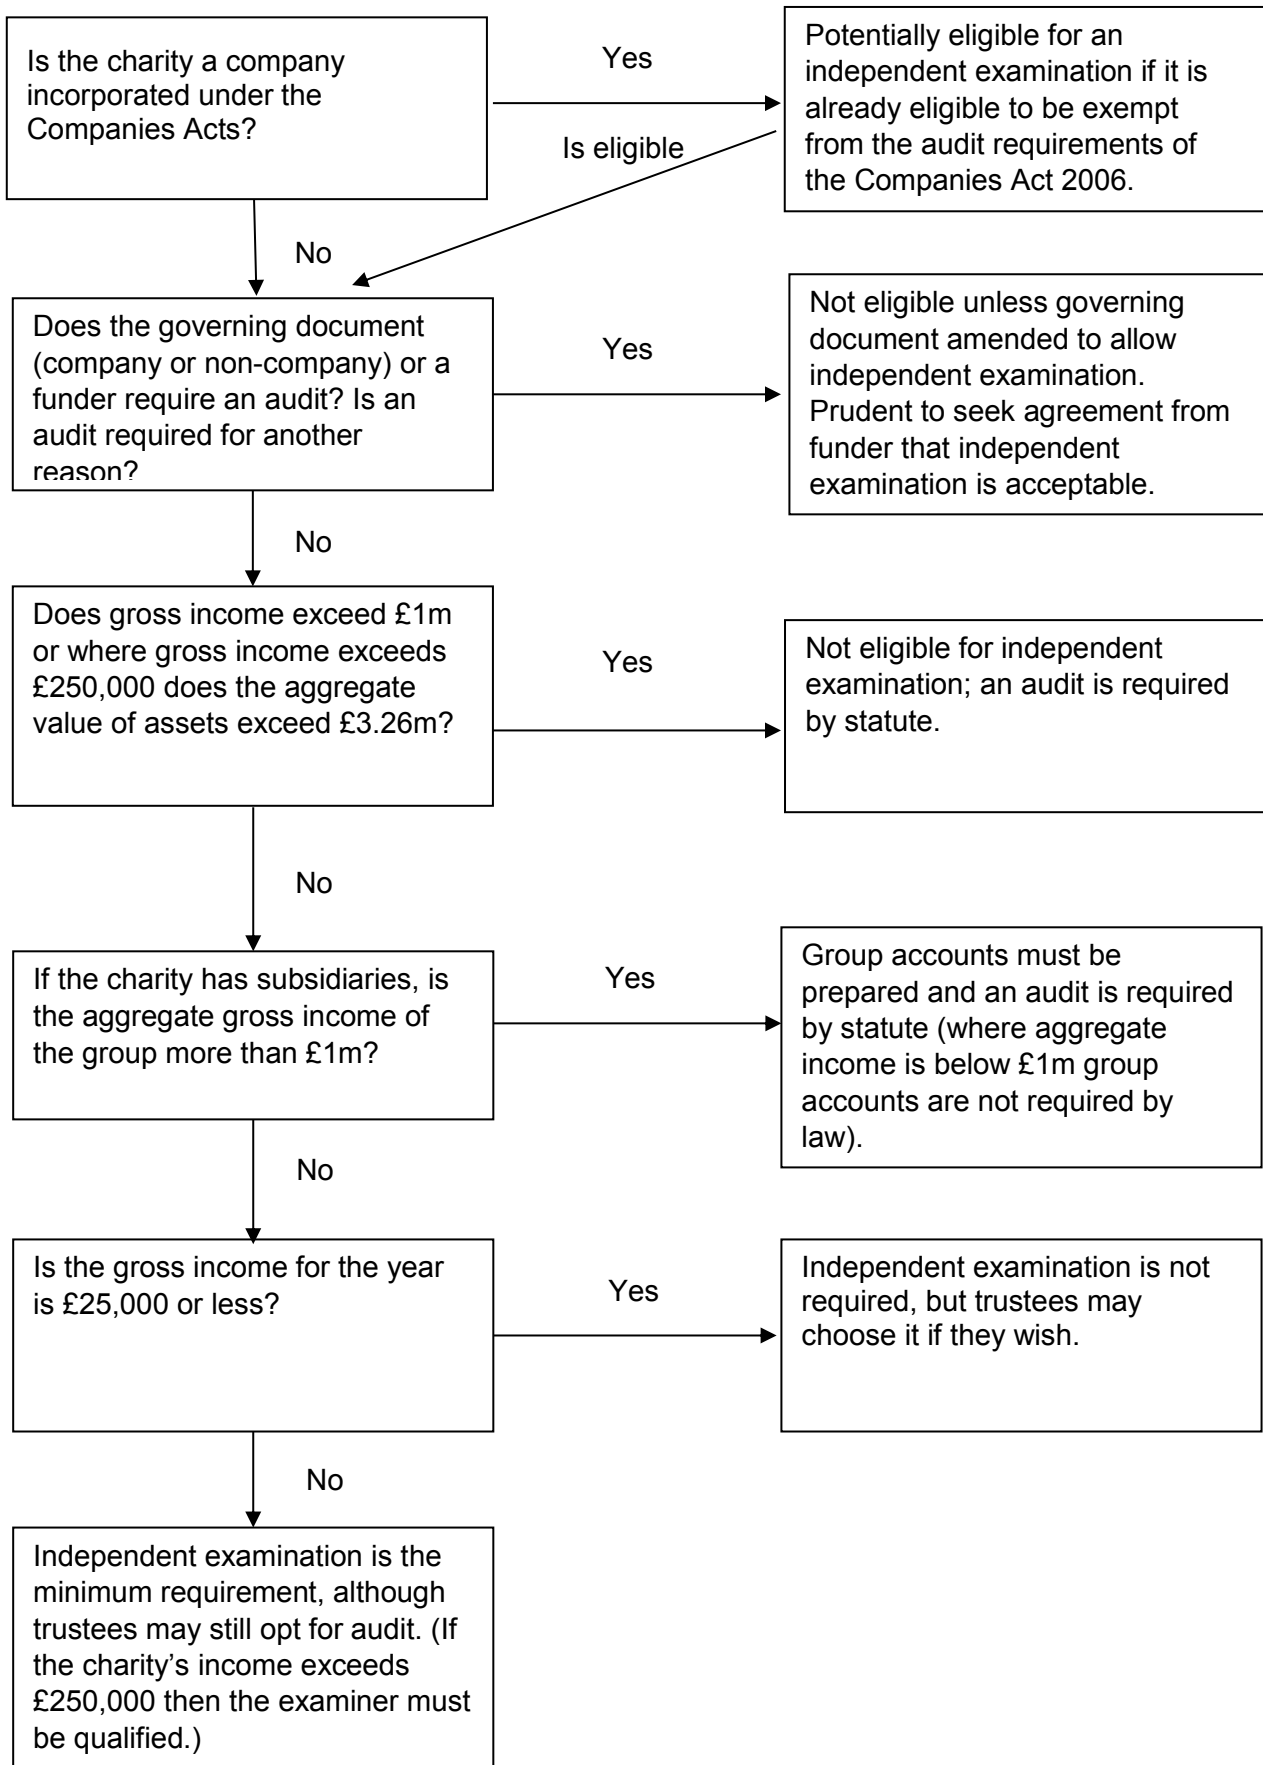 Is the charity a company
incorporated under the
Companies Acts?
Yes
Potentially eligible for an
independent examination if it is
already eligible to be exempt
from the audit requirements of
the Companies Act 2006.
Is eligible
No
Does the governing document
(company or non-company) or a
funder require an audit? Is an
audit required for another
reason?
Yes
Not eligible unless governing
document amended to allow
independent examination.
Prudent to seek agreement from
funder that independent
examination is acceptable.
No
Does gross income exceed £1m
or where gross income exceeds
£250,000 does the aggregate
value of assets exceed £3.26m?
Yes
Not eligible for independent
examination; an audit is required
by statute.
No
If the charity has subsidiaries, is
the aggregate gross income of
the group more than £1m?
Yes
Group accounts must be
prepared and an audit is required
by statute (where aggregate
income is below £1m group
accounts are not required by
law).
No
Is the gross income for the year
is £25,000 or less?
Yes
Independent examination is not
required, but trustees may
choose it if they wish.
No
Independent examination is the
minimum requirement, although
trustees may still opt for audit. (If
the charity’s income exceeds
£250,000 then the examiner must
be qualified.)